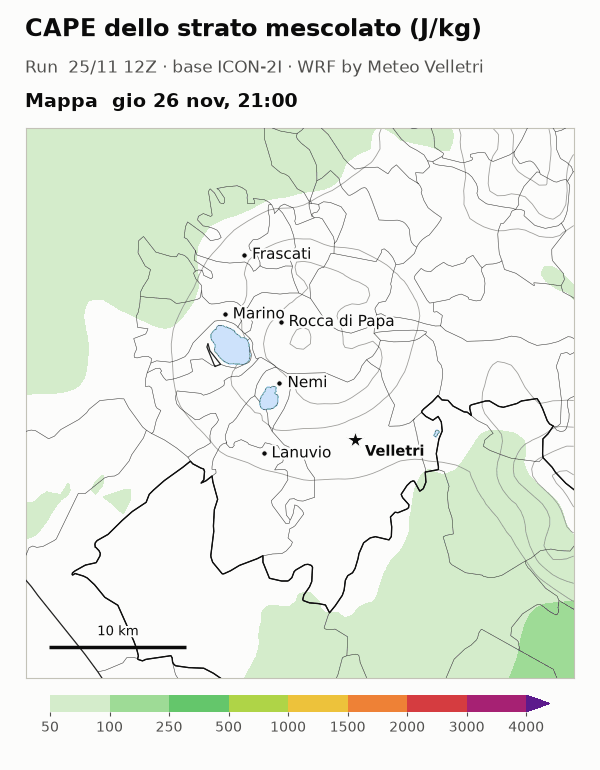 CAPE dello strato mescolato (J/kg)
Run  25/11 12Z · base ICON-2I · WRF by Meteo Velletri
Mappa  gio 26 nov, 21:00
Frascati
Marino
Rocca di Papa
Nemi
Lanuvio
Velletri
10 km
50 100 250 500 1000 1500 2000 3000 4000